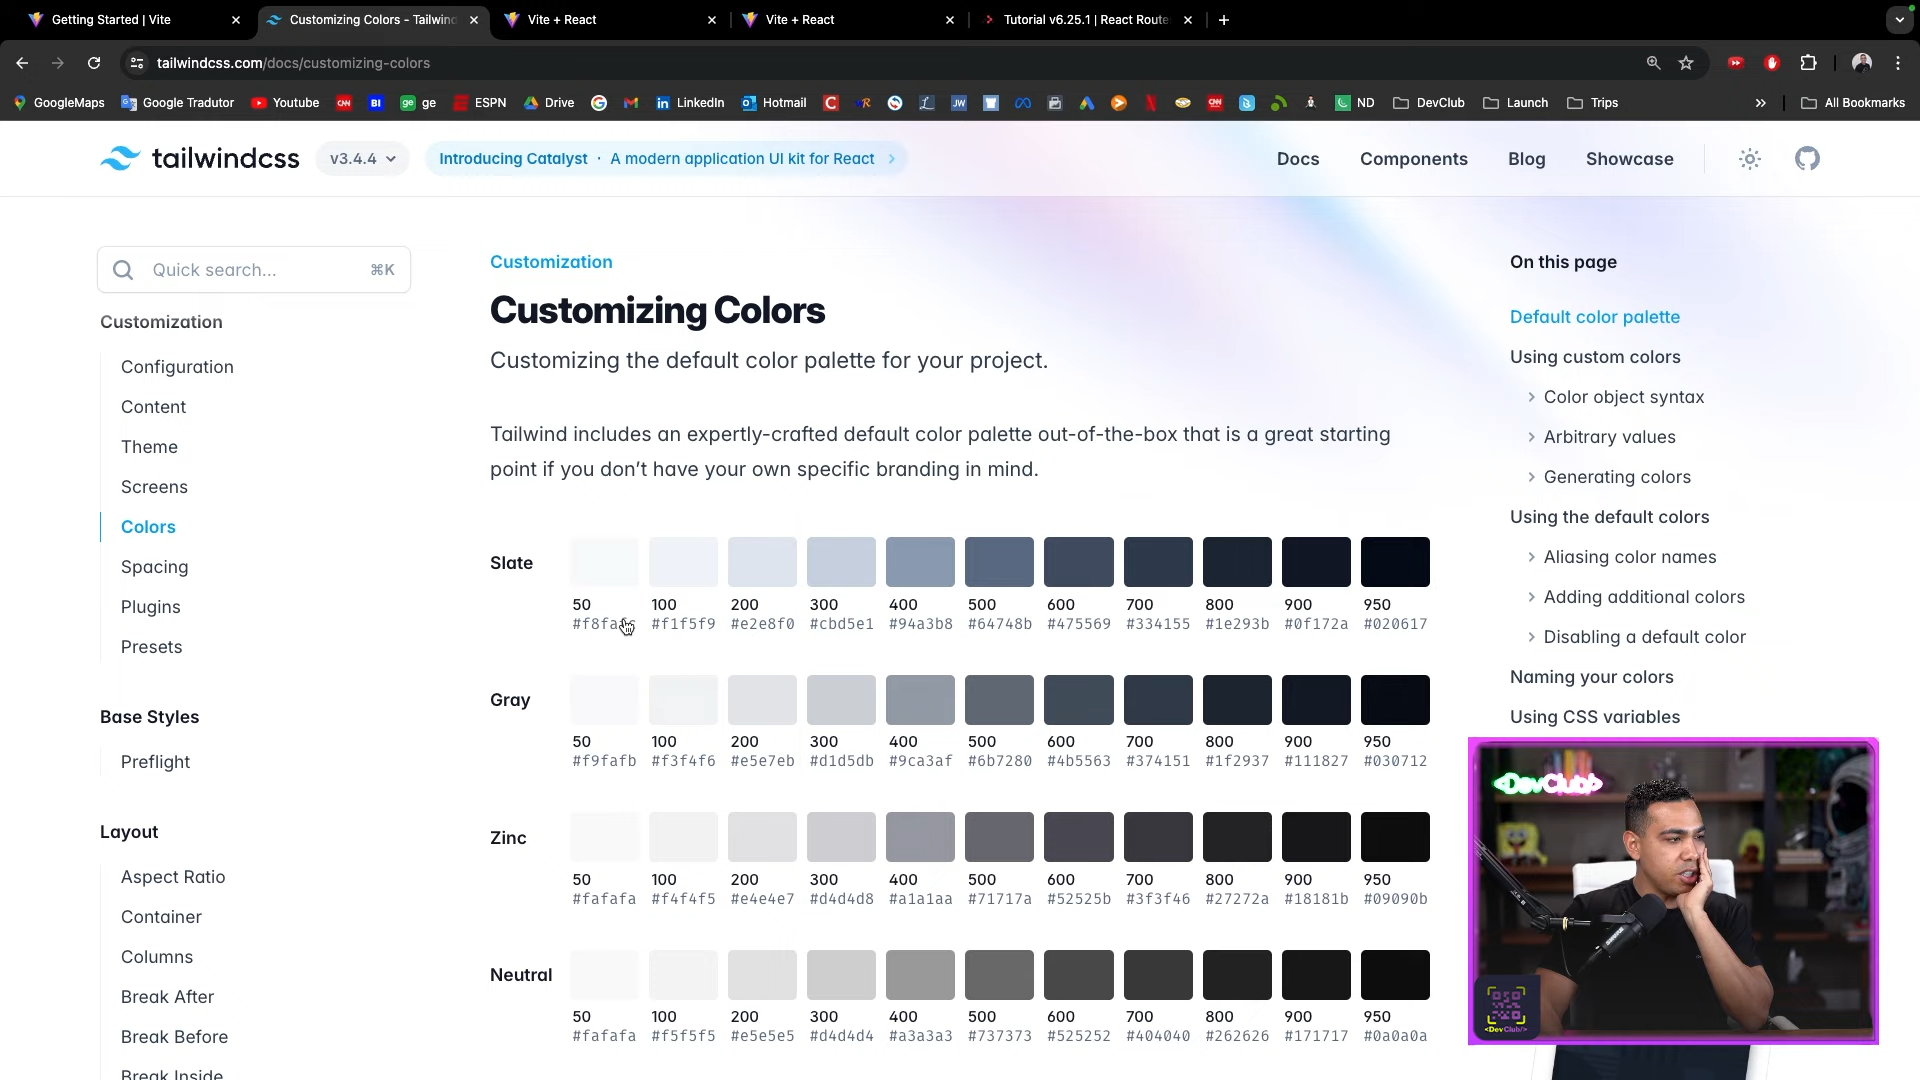 Getting Started | Vite
Customizing Colors - Tailwind
Vite + React
Vite + React
Tutorial v6.25.1 | React Route
tailwindcss.com/docs/customizing-colors
GoogleMaps
Google Tradutor
Youtube
CNN
BI
ge ge
ESPN
Drive
LinkedIn
Hotmail
JW
CNN
ND
DevClub
Launch
Trips
All Bookmarks
tailwindcss
v3.4.4
Introducing Catalyst · A modern application UI kit for React
Docs
Components
Blog
Showcase
Quick search...
⌘K
Customization
Configuration
Content
Theme
Screens
Colors
Spacing
Plugins
Presets
Base Styles
Preflight
Layout
Aspect Ratio
Container
Columns
Break After
Break Before
Break Inside
Customization
Customizing Colors
Customizing the default color palette for your project.
Tailwind includes an expertly-crafted default color palette out-of-the-box that is a great starting
point if you don’t have your own specific branding in mind.
Slate
50 100 200 300 400 500 600 700 800 900 950
#f1f5f9 #e2e8f0 #cbd5e1 #94a3b8 #64748b #475569 #334155 #1e293b #0f172a #020617
Gray
50 100 200 300 400 500 600 700 800 900 950
#f9fafb #f3f4f6 #e5e7eb #d1d5db #9ca3af #6b7280 #4b5563 #374151 #1f2937 #111827 #030712
Zinc
50 100 200 300 400 500 600 700 800 900 950
#fafafa #f4f4f5 #e4e4e7 #d4d4d8 #a1a1aa #71717a #52525b #3f3f46 #27272a #18181b #09090b
Neutral
50 100 200 300 400 500 600 700 800 900 950
#fafafa #f5f5f5 #e5e5e5 #d4d4d4 #a3a3a3 #737373 #525252 #404040 #262626 #171717 #0a0a0a
On this page
Default color palette
Using custom colors
Color object syntax
Arbitrary values
Generating colors
Using the default colors
Aliasing color names
Adding additional colors
Disabling a default color
Naming your colors
Using CSS variables
<DevClub/>
<DevClub/>